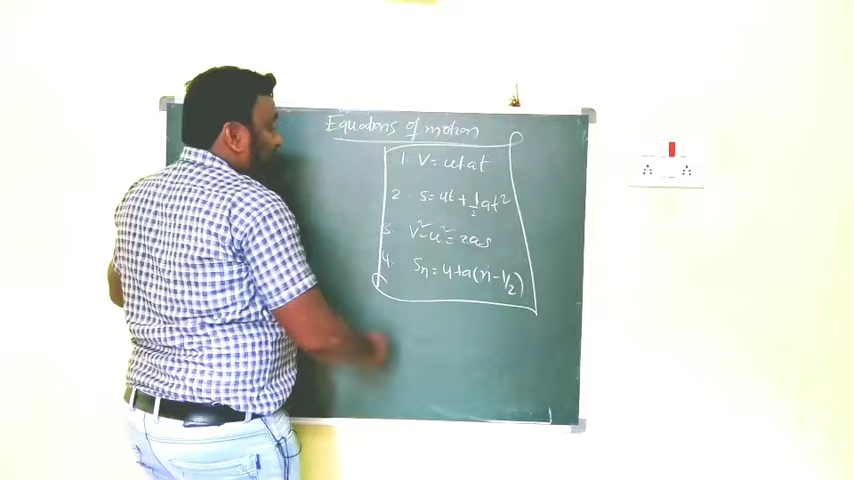 Equations of motion
1. V=u+at
2. S=ut+1/2at²
3. V²-u²=2as
4. Sn=u+a(n-1/2)